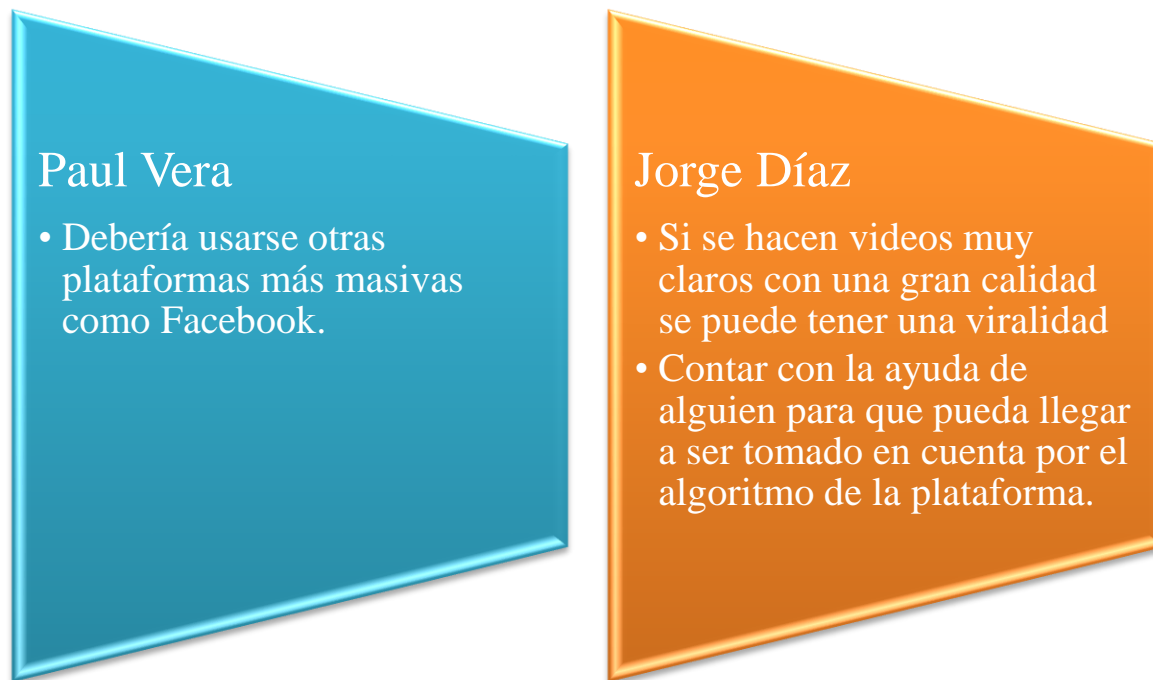 Paul Vera
• Debería usarse otras
plataformas más masivas
como Facebook.
Jorge Díaz
• Si se hacen videos muy
claros con una gran calidad
se puede tener una viralidad
• Contar con la ayuda de
alguien para que pueda llegar
a ser tomado en cuenta por el
algoritmo de la plataforma.